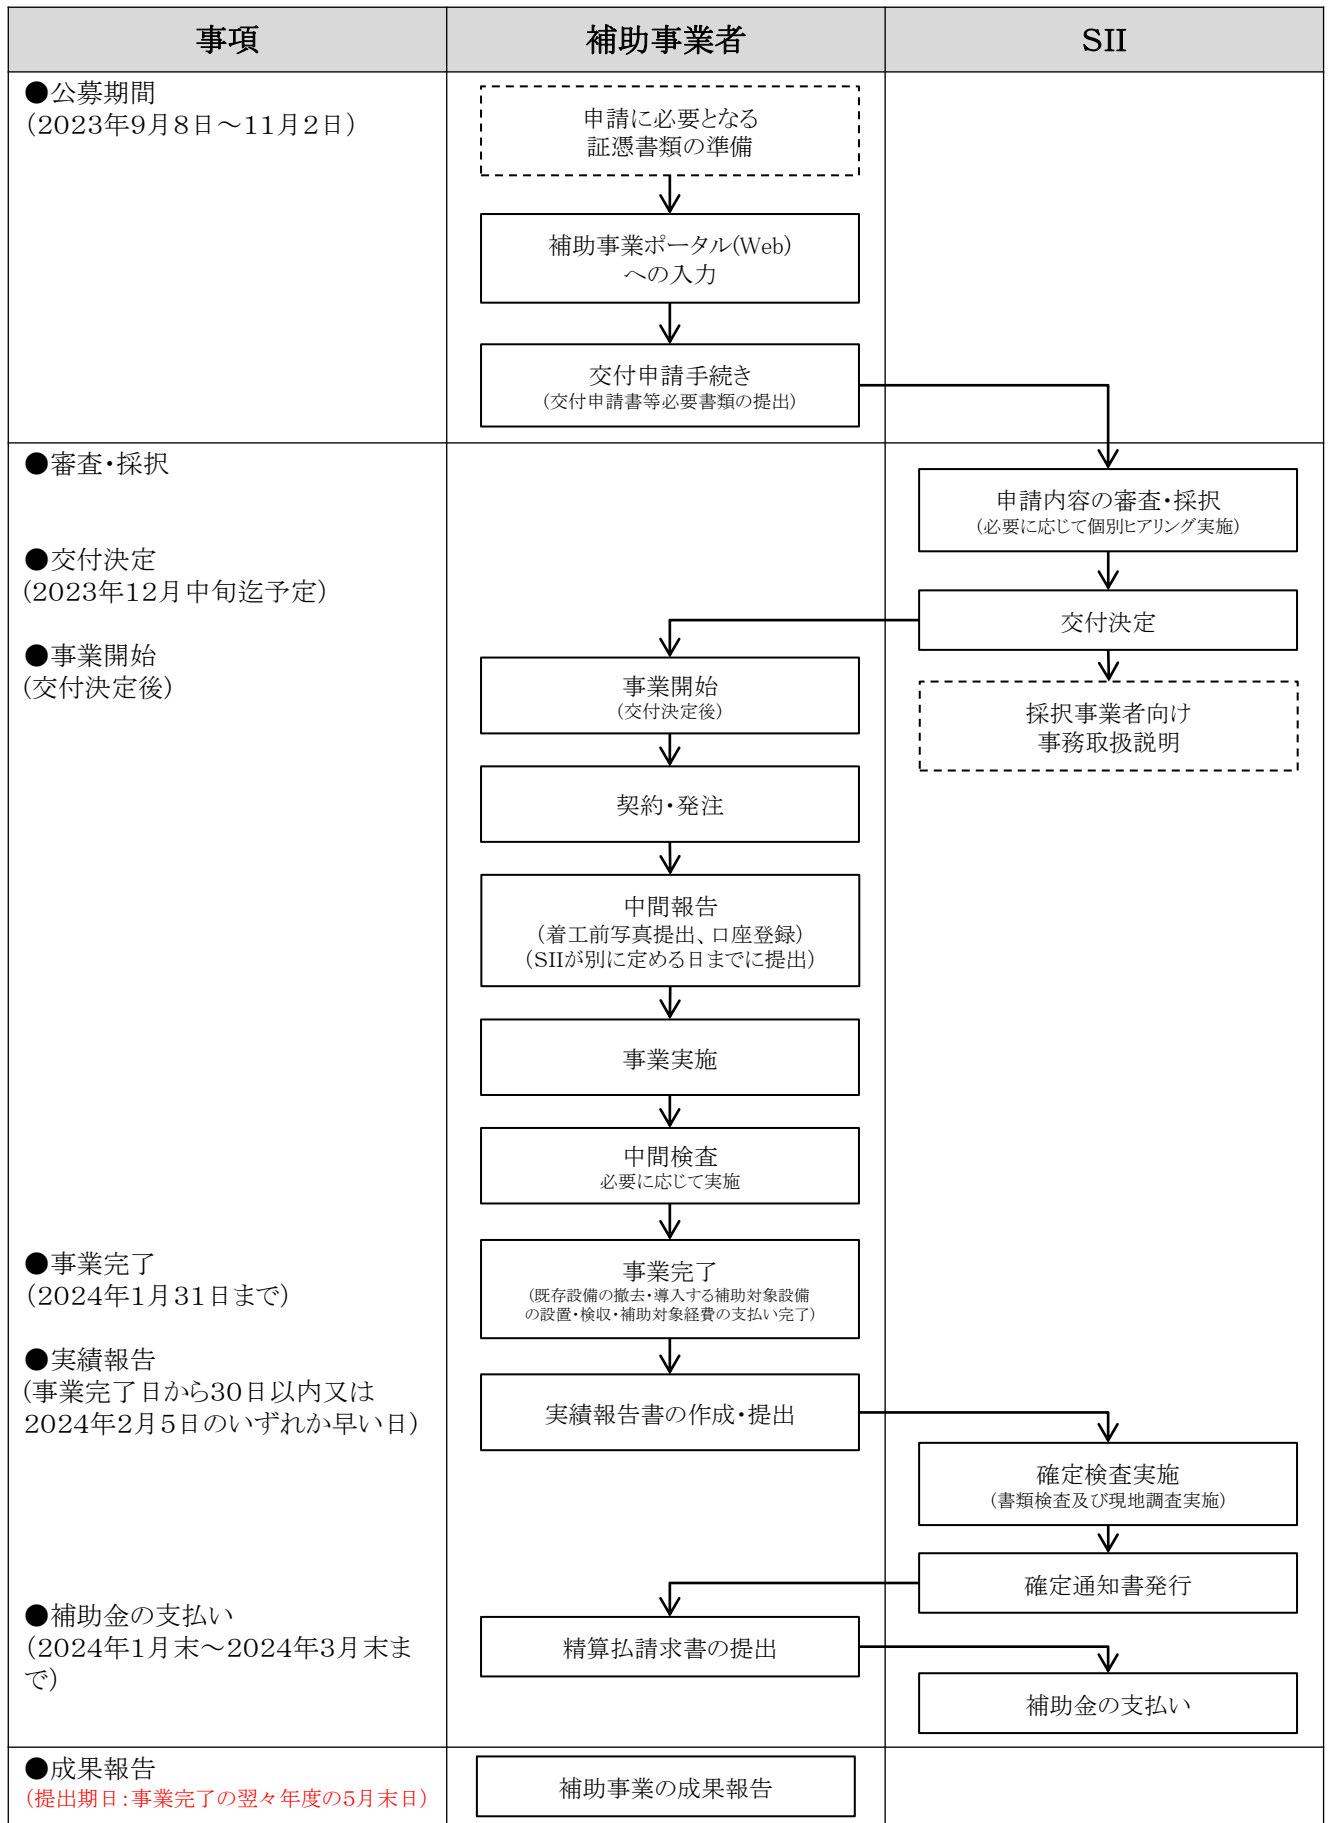 事項
補助事業者
SII
●公募期間
(2023年9月8日～11月2日)
申請に必要となる
証憑書類の準備
補助事業ポータル(Web)
への入力
交付申請手続き
(交付申請書等必要書類の提出)
●審査・採択
申請内容の審査・採択
(必要に応じて個別ヒアリング実施)
●交付決定
(2023年12月中旬迄予定)
交付決定
●事業開始
(交付決定後)
事業開始
(交付決定後)
採択事業者向け
事務取扱説明
契約・発注
中間報告
(着工前写真提出、口座登録)
(SIIが別に定める日までに提出)
事業実施
中間検査
必要に応じて実施
●事業完了
(2024年1月31日まで)
事業完了
(既存設備の撤去・導入する補助対象設備
の設置・検収・補助対象経費の支払い完了)
●実績報告
(事業完了日から30日以内又は
2024年2月5日のいずれか早い日)
実績報告書の作成・提出
確定検査実施
(書類検査及び現地調査実施)
確定通知書発行
●補助金の支払い
(2024年1月末～2024年3月末ま
で)
精算払請求書の提出
補助金の支払い
●成果報告
(提出期日：事業完了の翌々年度の5月末日)
補助事業の成果報告